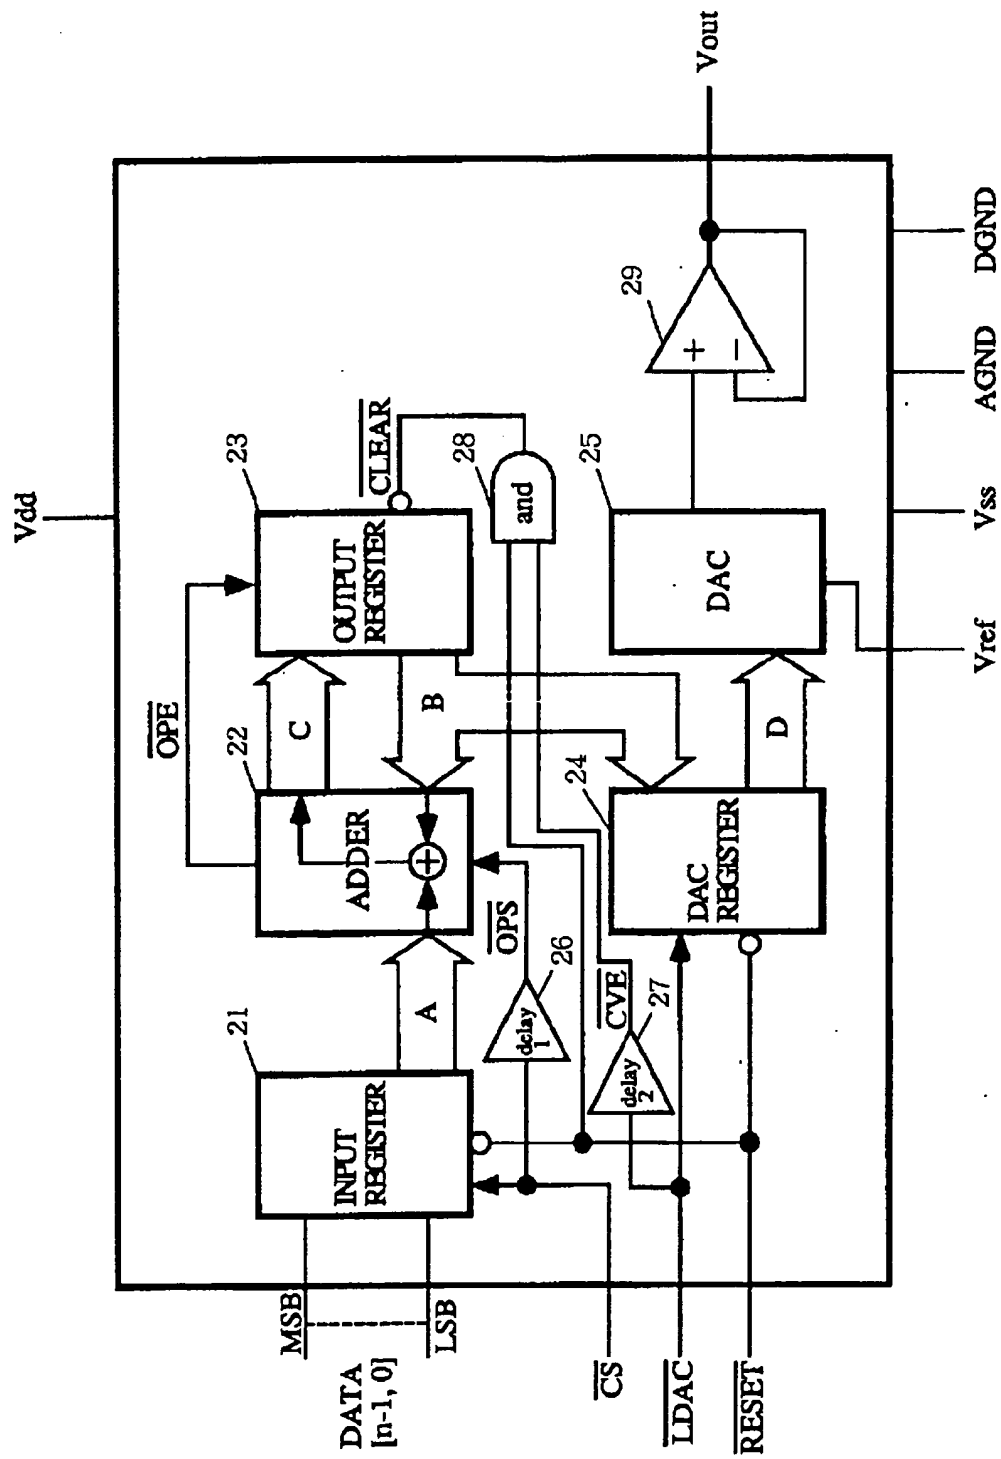 Vdd
OPE
21
22
23
CLEAR
MSB
DATA
[n-1, 0]
LSB
INPUT
REGISTER
A
ADDER
+
C
B
OUTPUT
REGISTER
28
and
OPS
delay
1
26
CVE
delay
2
27
24
25
29
CS
LDAC
RESET
DAC
REGISTER
D
DAC
+
−
Vout
Vref
Vss
AGND
DGND